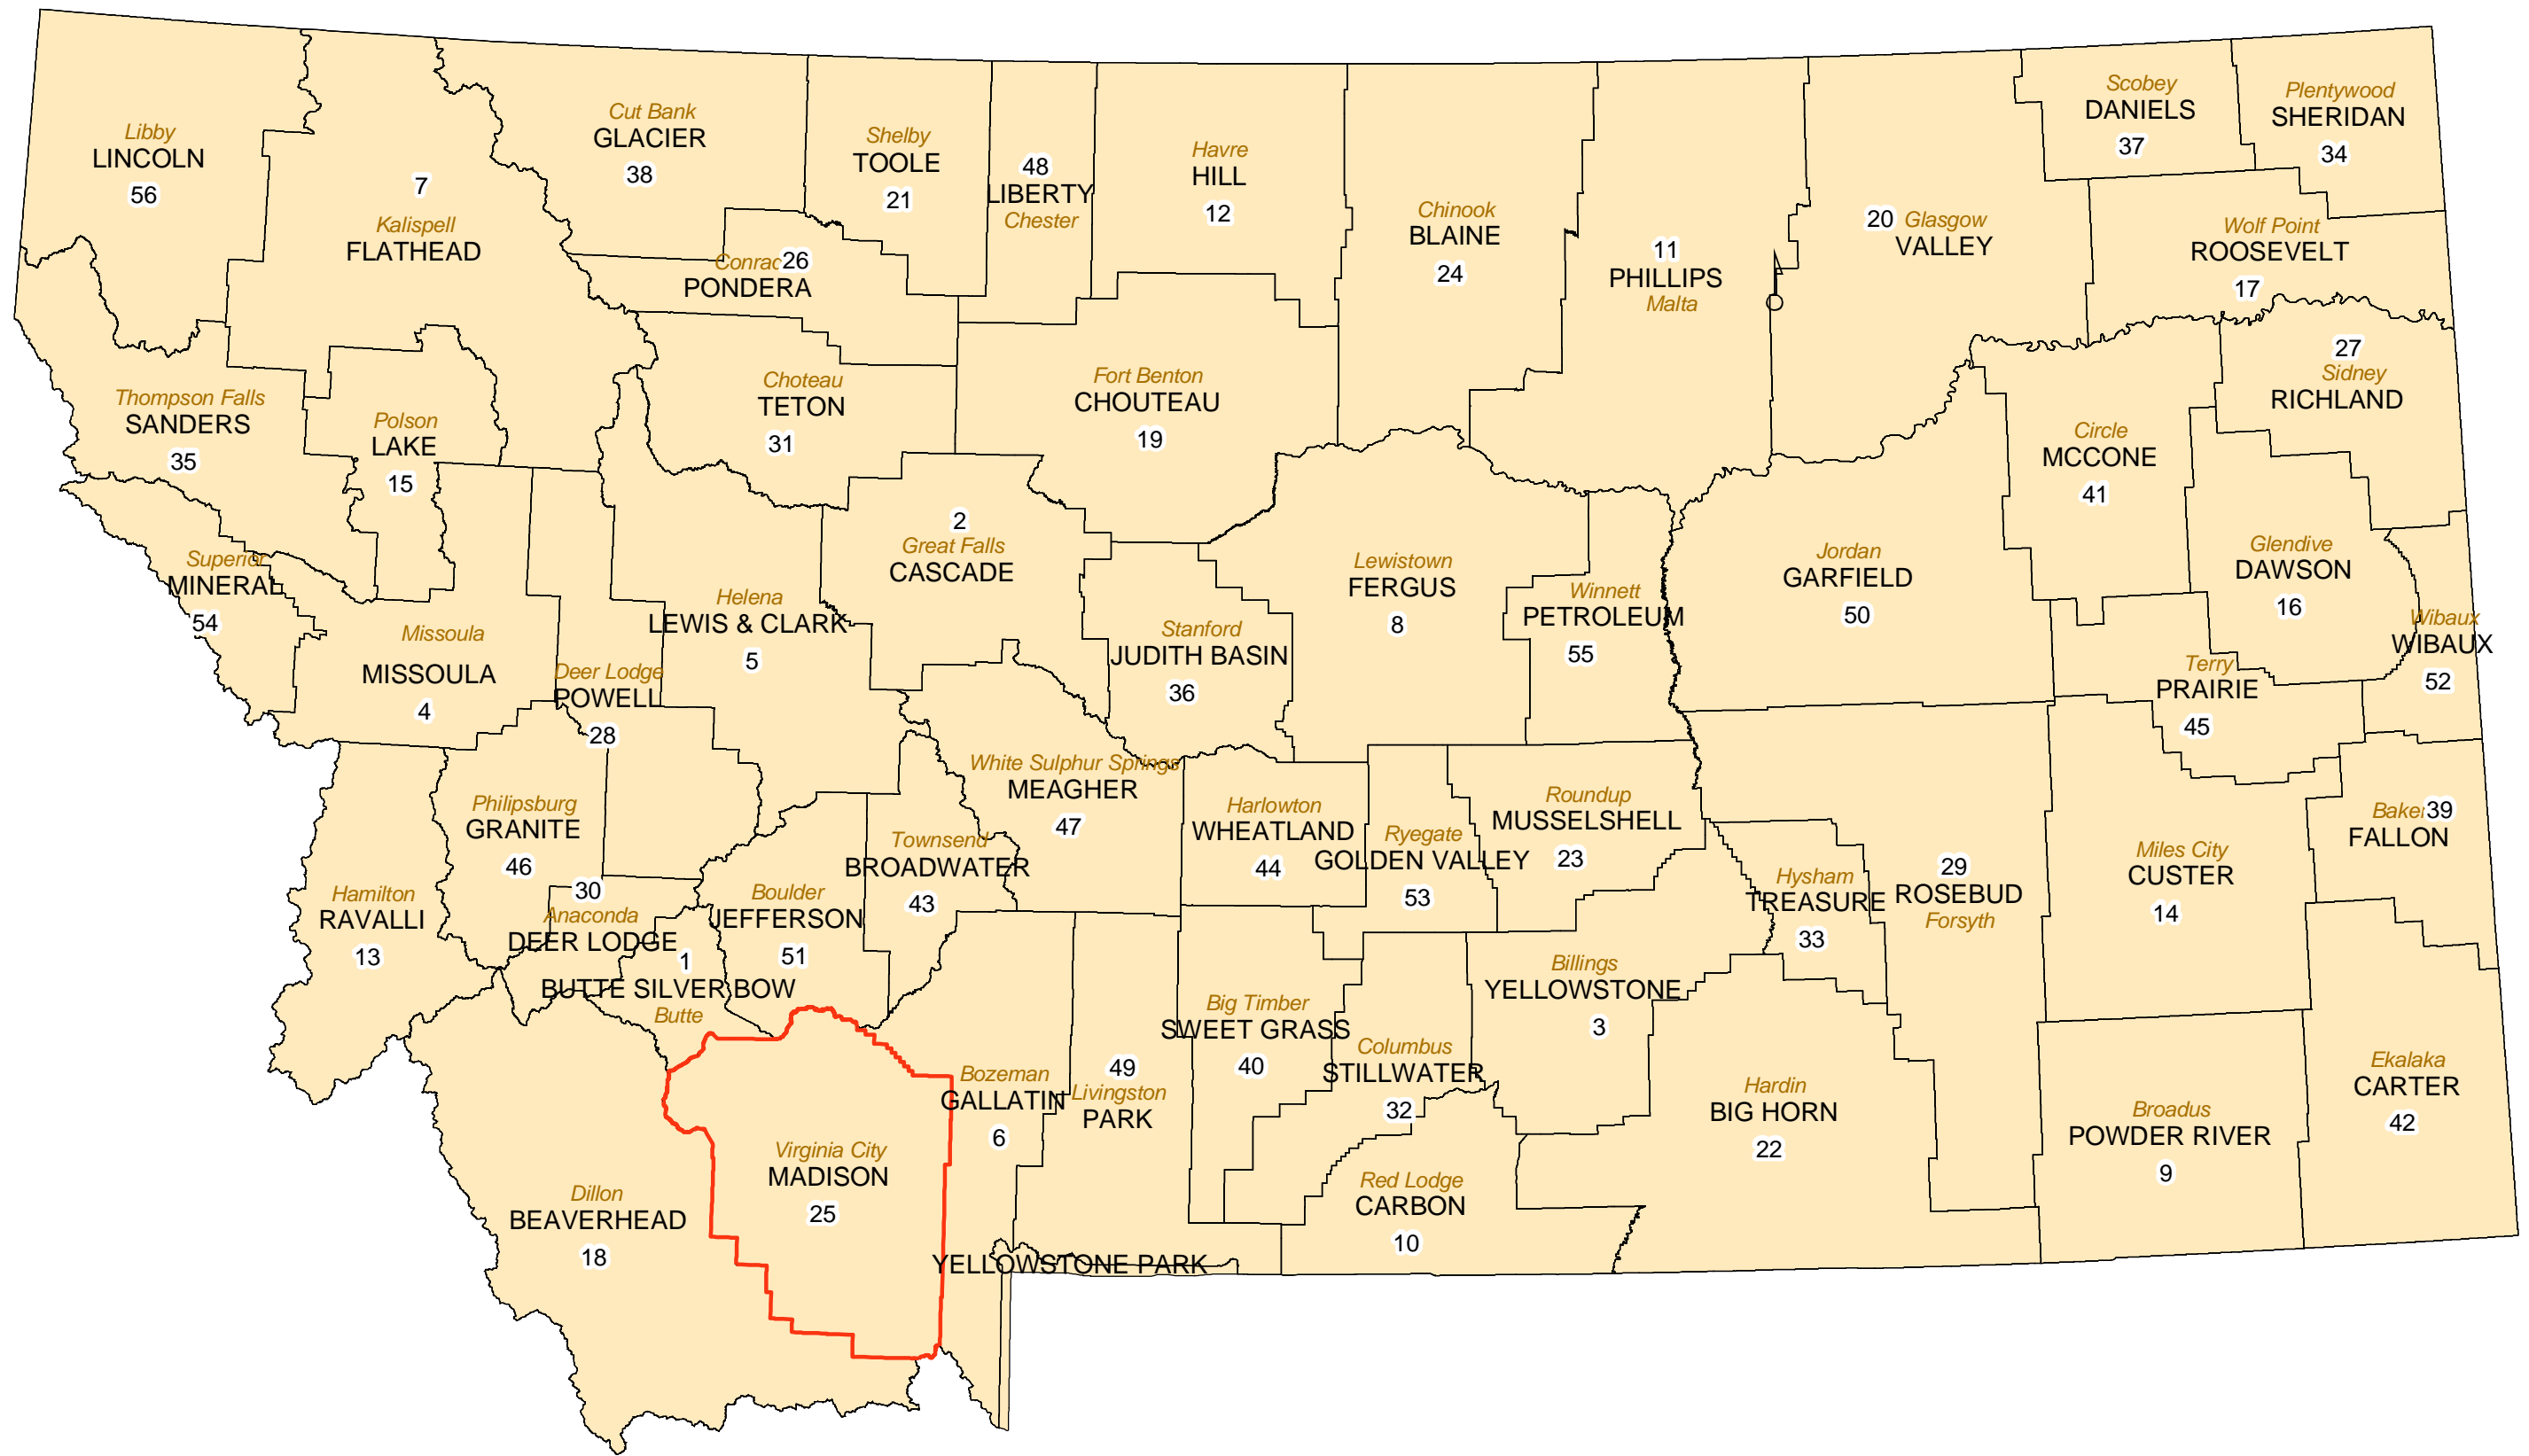 Libby
LINCOLN
56
7
Kalispell
FLATHEAD
Cut Bank
GLACIER
38
Shelby
TOOLE
21
48
LIBERTY
Chester
Havre
HILL
12
Chinook
BLAINE
24
11
PHILLIPS
Malta
20 Glasgow
VALLEY
Scobey
DANIELS
37
Plentywood
SHERIDAN
34
Wolf Point
ROOSEVELT
17
Conrad 26
PONDERA
Thompson Falls
SANDERS
35
Polson
LAKE
15
Choteau
TETON
31
Fort Benton
CHOUTEAU
19
27
Sidney
RICHLAND
Circle
MCCONE
41
Superior
MINERAL
54
Missoula
MISSOULA
4
Deer Lodge
POWELL
28
Helena
LEWIS & CLARK
5
2
Great Falls
CASCADE
Stanford
JUDITH BASIN
36
Lewistown
FERGUS
8
Winnett
PETROLEUM
55
Jordan
GARFIELD
50
Glendive
DAWSON
16
Wibaux
WIBAUX
52
Terry
PRAIRIE
45
Hamilton
RAVALLI
13
Philipsburg
GRANITE
46
30
Anaconda
DEER LODGE
1
BUTTE SILVER BOW
Butte
Boulder
JEFFERSON
51
Townsend
BROADWATER
43
White Sulphur Springs
MEAGHER
47
Harlowton
WHEATLAND
44
Ryegate
GOLDEN VALLEY
53
Roundup
MUSSELSHELL
23
Hysham
TREASURE
33
29
ROSEBUD
Forsyth
Miles City
CUSTER
14
Baker 39
FALLON
Dillon
BEAVERHEAD
18
Virginia City
MADISON
25
Bozeman
GALLATIN
6
49
Livingston
PARK
Big Timber
SWEET GRASS
40
Columbus
STILLWATER
32
Billings
YELLOWSTONE
3
Red Lodge
CARBON
10
Hardin
BIG HORN
22
Broadus
POWDER RIVER
9
Ekalaka
CARTER
42
YELLOWSTONE PARK